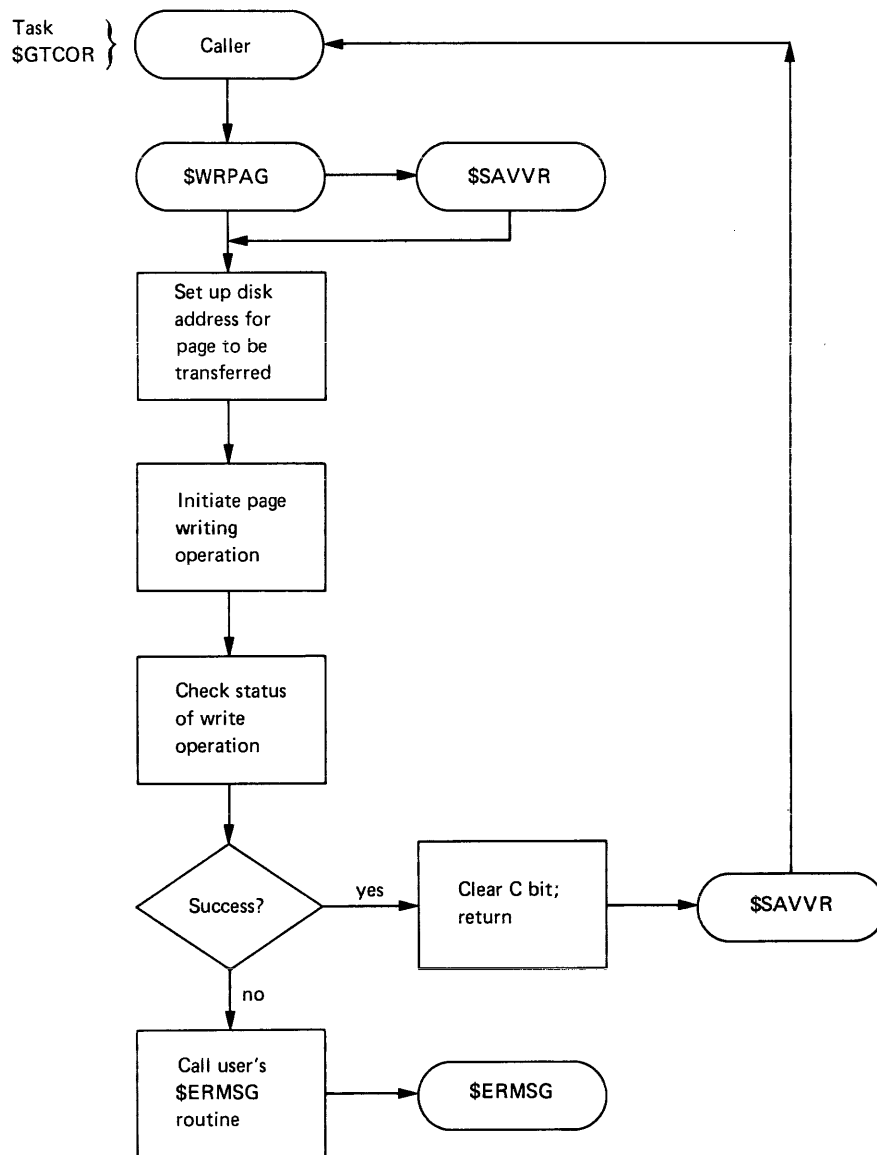 Task
$GTCOR
Caller
$WRPAG
$SAVVR
Set up disk
address for
page to be
transferred
Initiate page
writing
operation
Check status
of write
operation
Success?
yes
Clear C bit;
return
$SAVVR
no
Call user's
$ERMSG
routine
$ERMSG